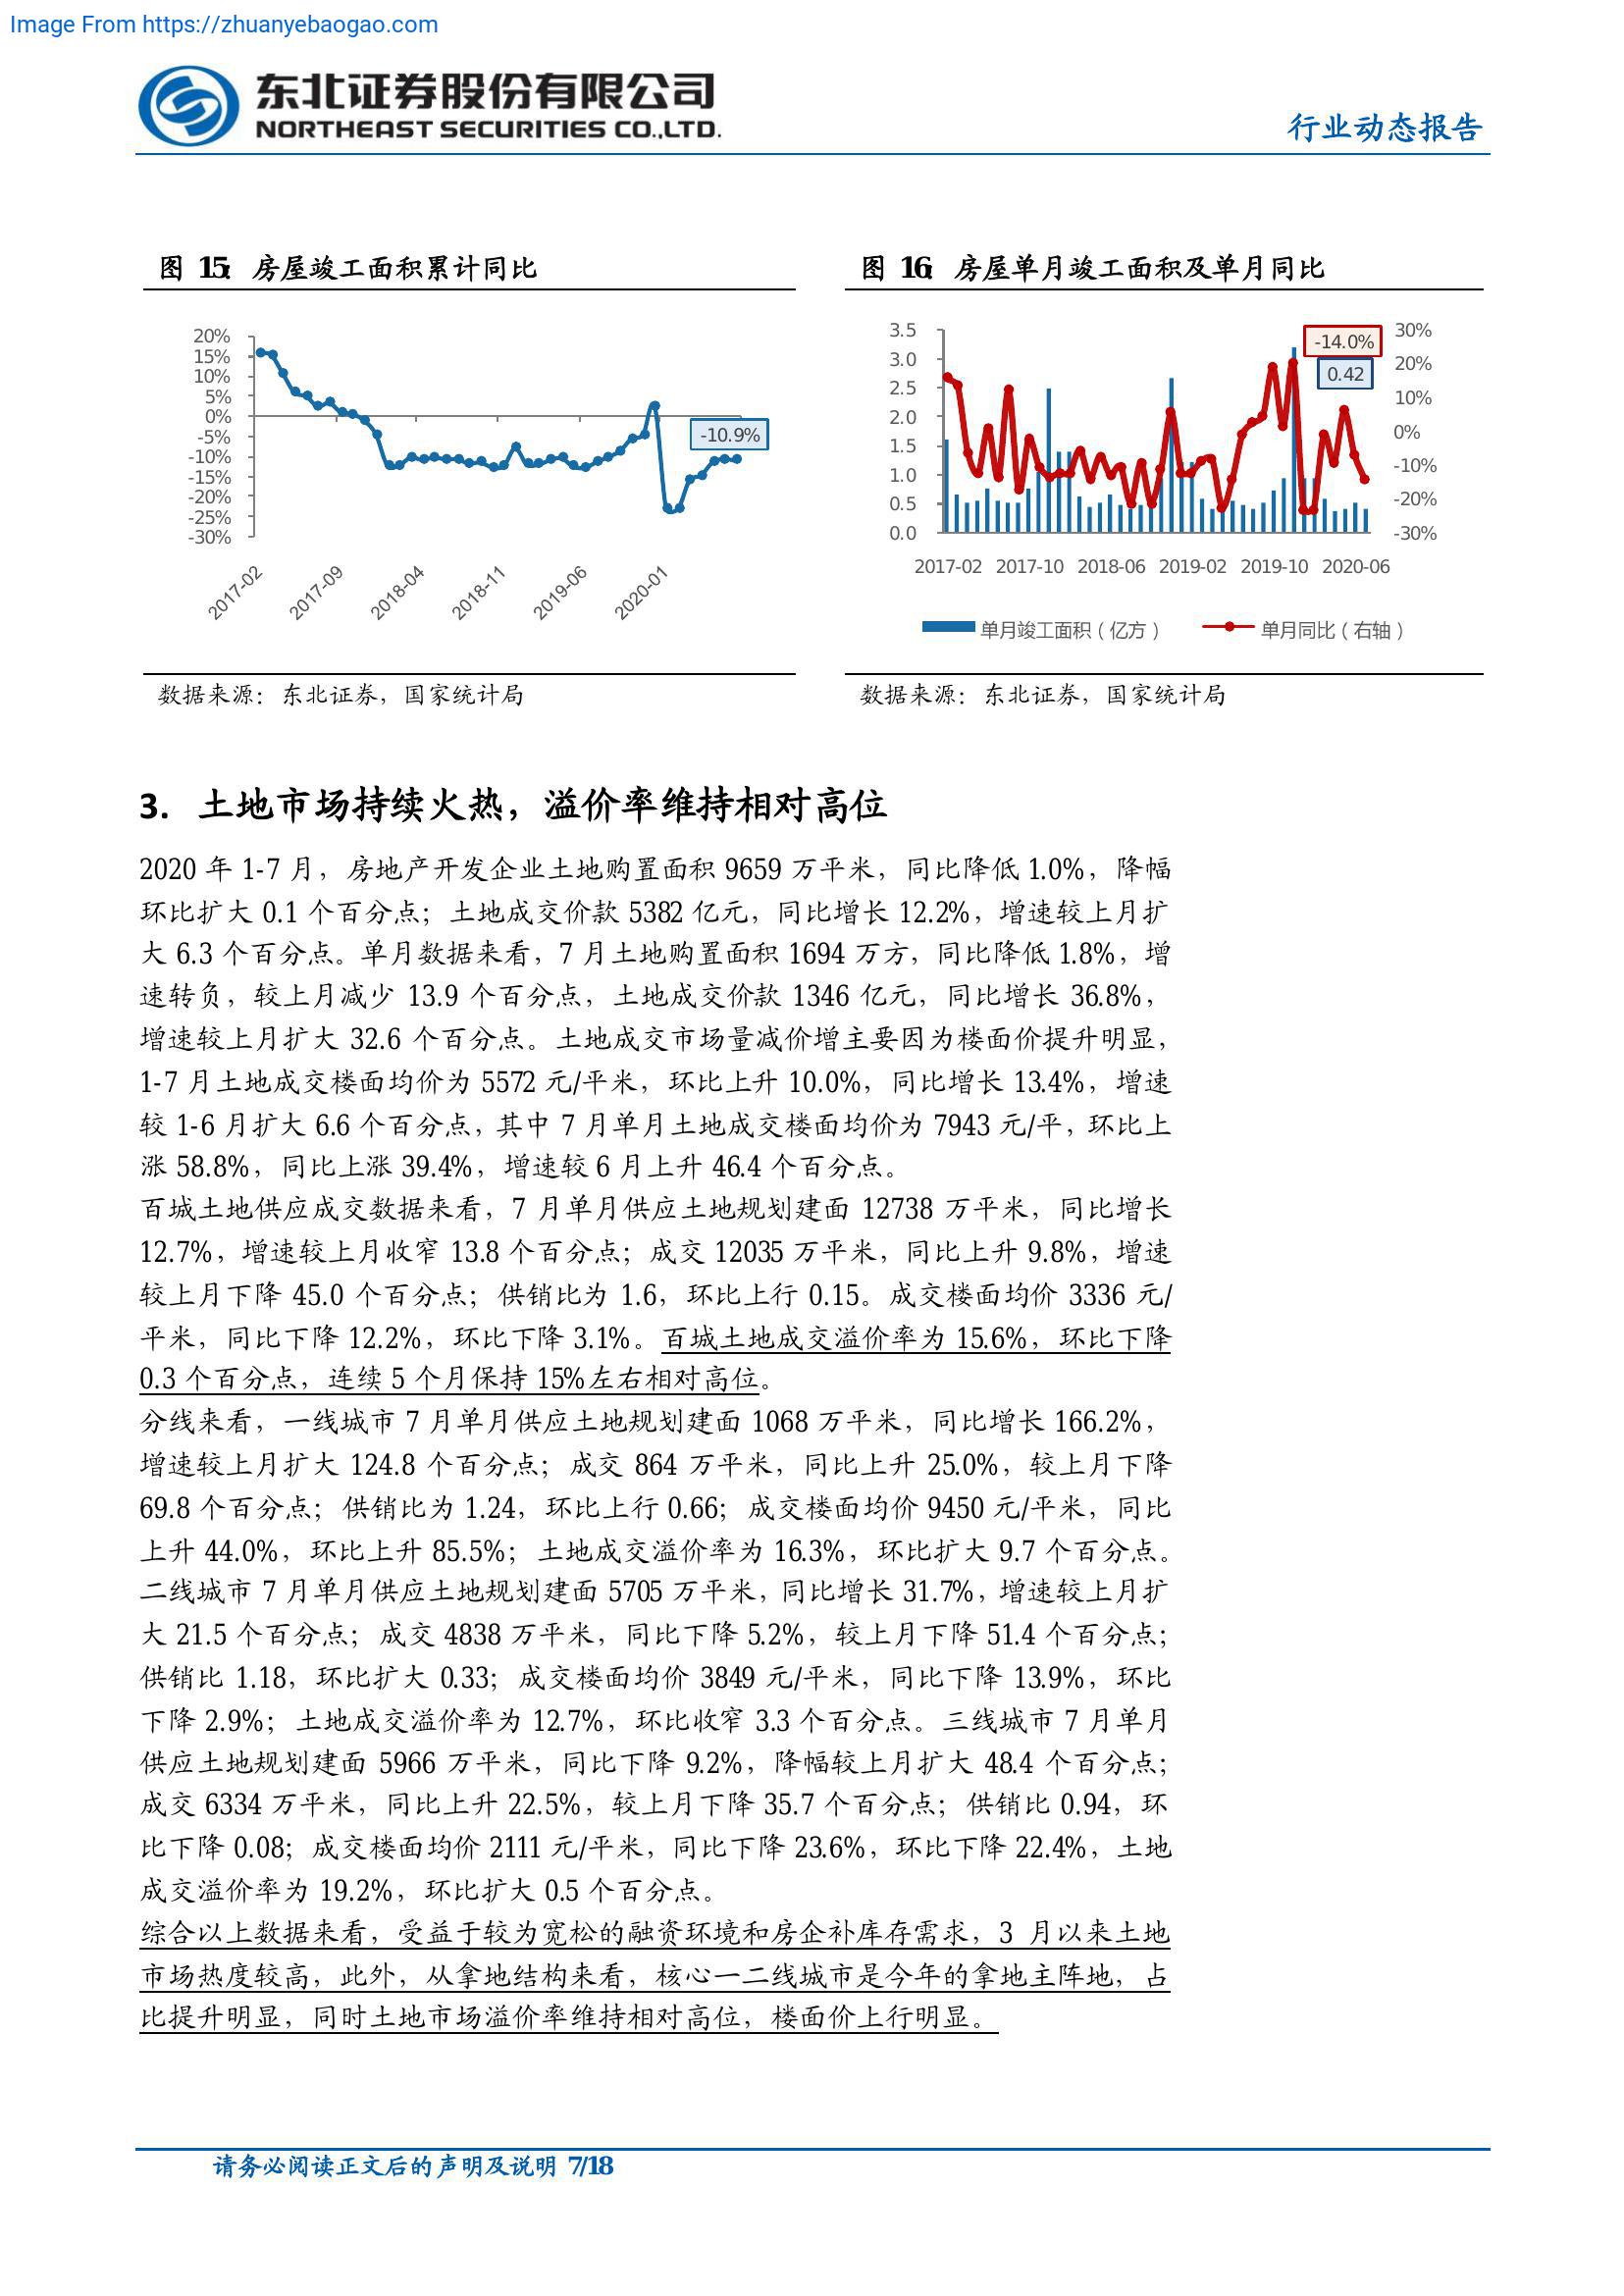 Image From https://zhuanyebaogao.com
东北证券股份有限公司
NORTHEAST SECURITIES CO.,LTD.
行业动态报告
图 15: 房屋竣工面积累计同比
20%
15%
10%
5%
0%
-5%
-10%
-15%
-20%
-25%
-30%
-10.9%
2017-02
2017-09
2018-04
2018-11
2019-06
2020-01
数据来源：东北证券，国家统计局
图 16: 房屋单月竣工面积及单月同比
3.5
3.0
2.5
2.0
1.5
1.0
0.5
0.0
-14.0%
0.42
30%
20%
10%
0%
-10%
-20%
-30%
2017-02 2017-10 2018-06 2019-02 2019-10 2020-06
单月竣工面积（亿方） 单月同比（右轴）
数据来源：东北证券，国家统计局
3. 土地市场持续火热，溢价率维持相对高位
2020 年 1-7 月，房地产开发企业土地购置面积 9659 万平米，同比降低 1.0%，降幅
环比扩大 0.1 个百分点；土地成交价款 5382 亿元，同比增长 12.2%，增速较上月扩
大 6.3 个百分点。单月数据来看，7 月土地购置面积 1694 万方，同比降低 1.8%，增
速转负，较上月减少 13.9 个百分点，土地成交价款 1346 亿元，同比增长 36.8%，
增速较上月扩大 32.6 个百分点。土地成交市场量减价增主要因为楼面价提升明显，
1-7 月土地成交楼面均价为 5572 元/平米，环比上升 10.0%，同比增长 13.4%，增速
较 1-6 月扩大 6.6 个百分点，其中 7 月单月土地成交楼面均价为 7943 元/平，环比上
涨 58.8%，同比上涨 39.4%，增速较 6 月上升 46.4 个百分点。
百城土地供应成交数据来看，7 月单月供应土地规划建面 12738 万平米，同比增长
12.7%，增速较上月收窄 13.8 个百分点；成交 12035 万平米，同比上升 9.8%，增速
较上月下降 45.0 个百分点；供销比为 1.6，环比上行 0.15。成交楼面均价 3336 元/
平米，同比下降 12.2%，环比下降 3.1%。百城土地成交溢价率为 15.6%，环比下降
0.3 个百分点，连续 5 个月保持 15%左右相对高位。
分线来看，一线城市 7 月单月供应土地规划建面 1068 万平米，同比增长 166.2%，
增速较上月扩大 124.8 个百分点；成交 864 万平米，同比上升 25.0%，较上月下降
69.8 个百分点；供销比为 1.24，环比上行 0.66；成交楼面均价 9450 元/平米，同比
上升 44.0%，环比上升 85.5%；土地成交溢价率为 16.3%，环比扩大 9.7 个百分点。
二线城市 7 月单月供应土地规划建面 5705 万平米，同比增长 31.7%，增速较上月扩
大 21.5 个百分点；成交 4838 万平米，同比下降 5.2%，较上月下降 51.4 个百分点；
供销比 1.18，环比扩大 0.33；成交楼面均价 3849 元/平米，同比下降 13.9%，环比
下降 2.9%；土地成交溢价率为 12.7%，环比收窄 3.3 个百分点。三线城市 7 月单月
供应土地规划建面 5966 万平米，同比下降 9.2%，降幅较上月扩大 48.4 个百分点；
成交 6334 万平米，同比上升 22.5%，较上月下降 35.7 个百分点；供销比 0.94，环
比下降 0.08；成交楼面均价 2111 元/平米，同比下降 23.6%，环比下降 22.4%，土地
成交溢价率为 19.2%，环比扩大 0.5 个百分点。
综合以上数据来看，受益于较为宽松的融资环境和房企补库存需求，3 月以来土地
市场热度较高，此外，从拿地结构来看，核心一二线城市是今年的拿地主阵地，占
比提升明显，同时土地市场溢价率维持相对高位，楼面价上行明显。
请务必阅读正文后的声明及说明 7/18